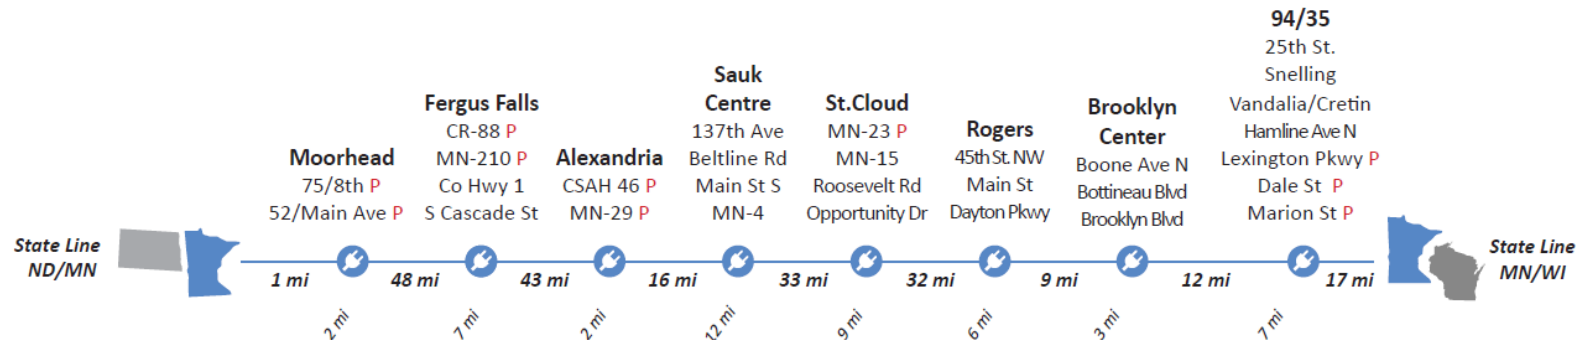 State Line
ND/MN
Moorhead
75/8th P
52/Main Ave P
Fergus Falls
CR-88 P
MN-210 P
Co Hwy 1
S Cascade St
Alexandria
CSAH 46 P
MN-29 P
Sauk
Centre
137th Ave
Beltline Rd
Main St S
MN-4
St.Cloud
MN-23 P
MN-15
Roosevelt Rd
Opportunity Dr
Rogers
45th St. NW
Main St
Dayton Pkwy
Brooklyn
Center
Boone Ave N
Bottineau Blvd
Brooklyn Blvd
94/35
25th St.
Snelling
Vandalia/Cretin
Hamline Ave N
Lexington Pkwy P
Dale St P
Marion St P
State Line
MN/WI
1 mi
48 mi
43 mi
16 mi
33 mi
32 mi
9 mi
12 mi
17 mi
2 mi
7 mi
2 mi
12 mi
9 mi
6 mi
3 mi
7 mi